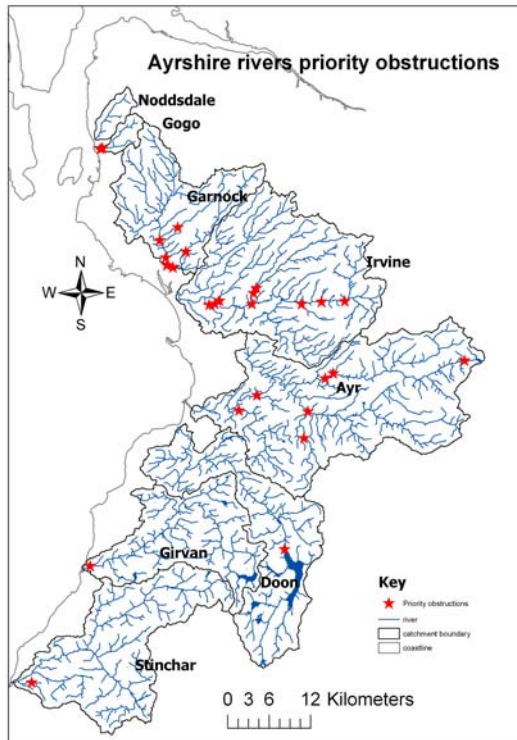 Ayrshire rivers priority obstructions
Noddsdale
Gogo
Garnock
Irvine
N
W E
S
Ayr
Girvan
Doon
Stinchar
Key
Priority obstructions
river
catchment boundary
coastline
0 3 6 12 Kilometers